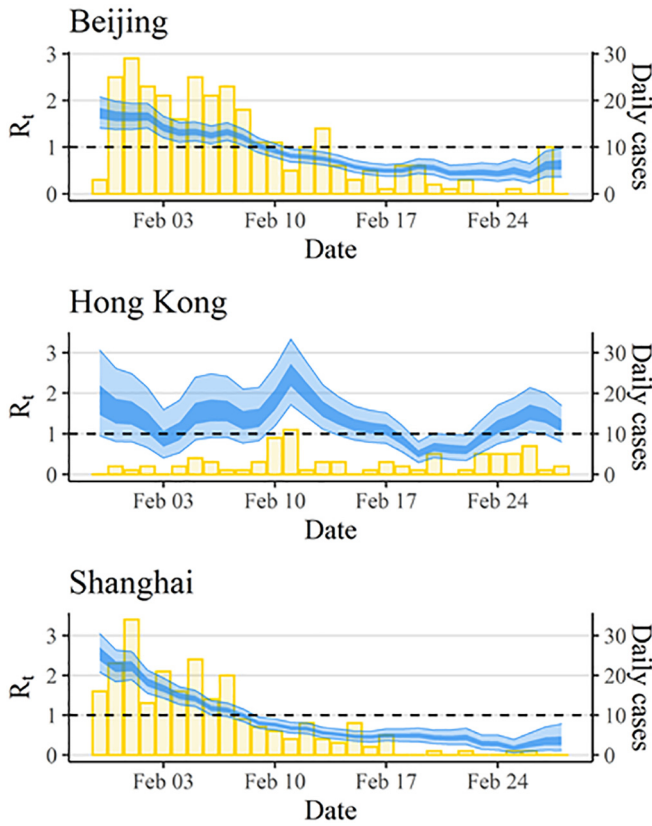 Beijing
3 30
2 20
1 10
0 0
Rt
Daily cases
Feb 03 Feb 10 Feb 17 Feb 24
Date
Hong Kong
3 30
2 20
1 10
0 0
Rt
Daily cases
Feb 03 Feb 10 Feb 17 Feb 24
Date
Shanghai
3 30
2 20
1 10
0 0
Rt
Daily cases
Feb 03 Feb 10 Feb 17 Feb 24
Date